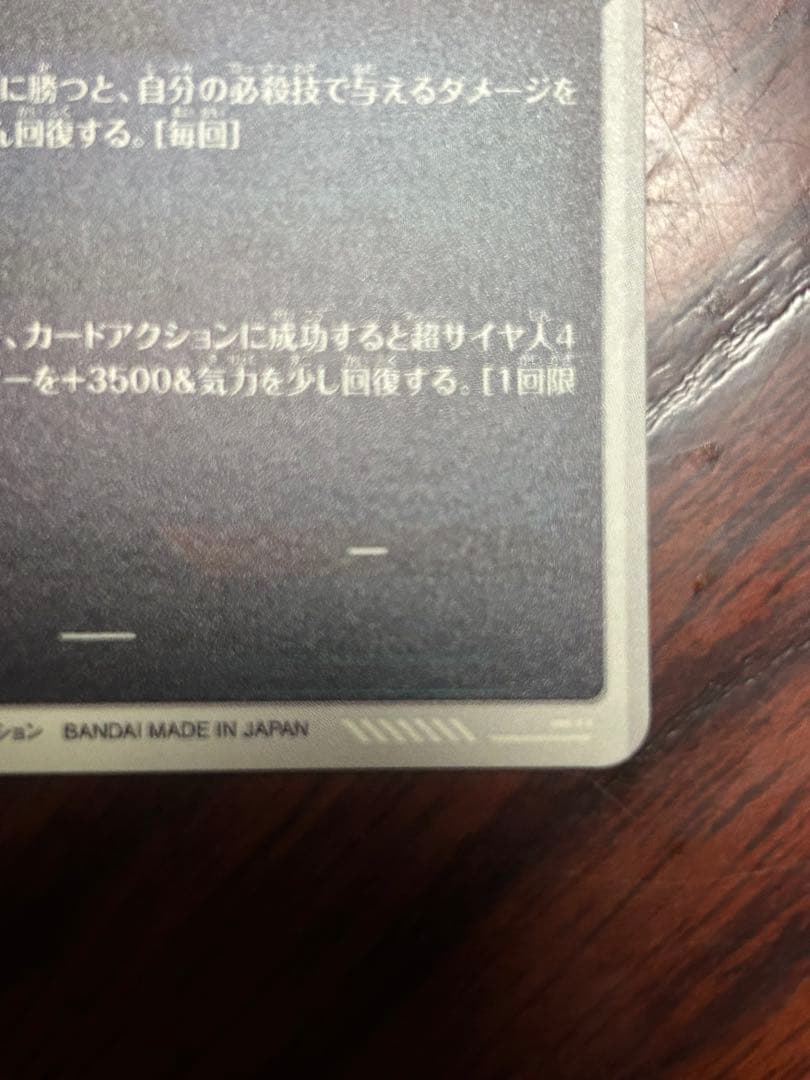 に勝つと、自分の必殺技で与えるダメージを
ん回復する。[毎回]
、カードアクションに成功すると超サイヤ人4
ーを+3500&気力を少し回復する。[1回限
ション BANDAI MADE IN JAPAN